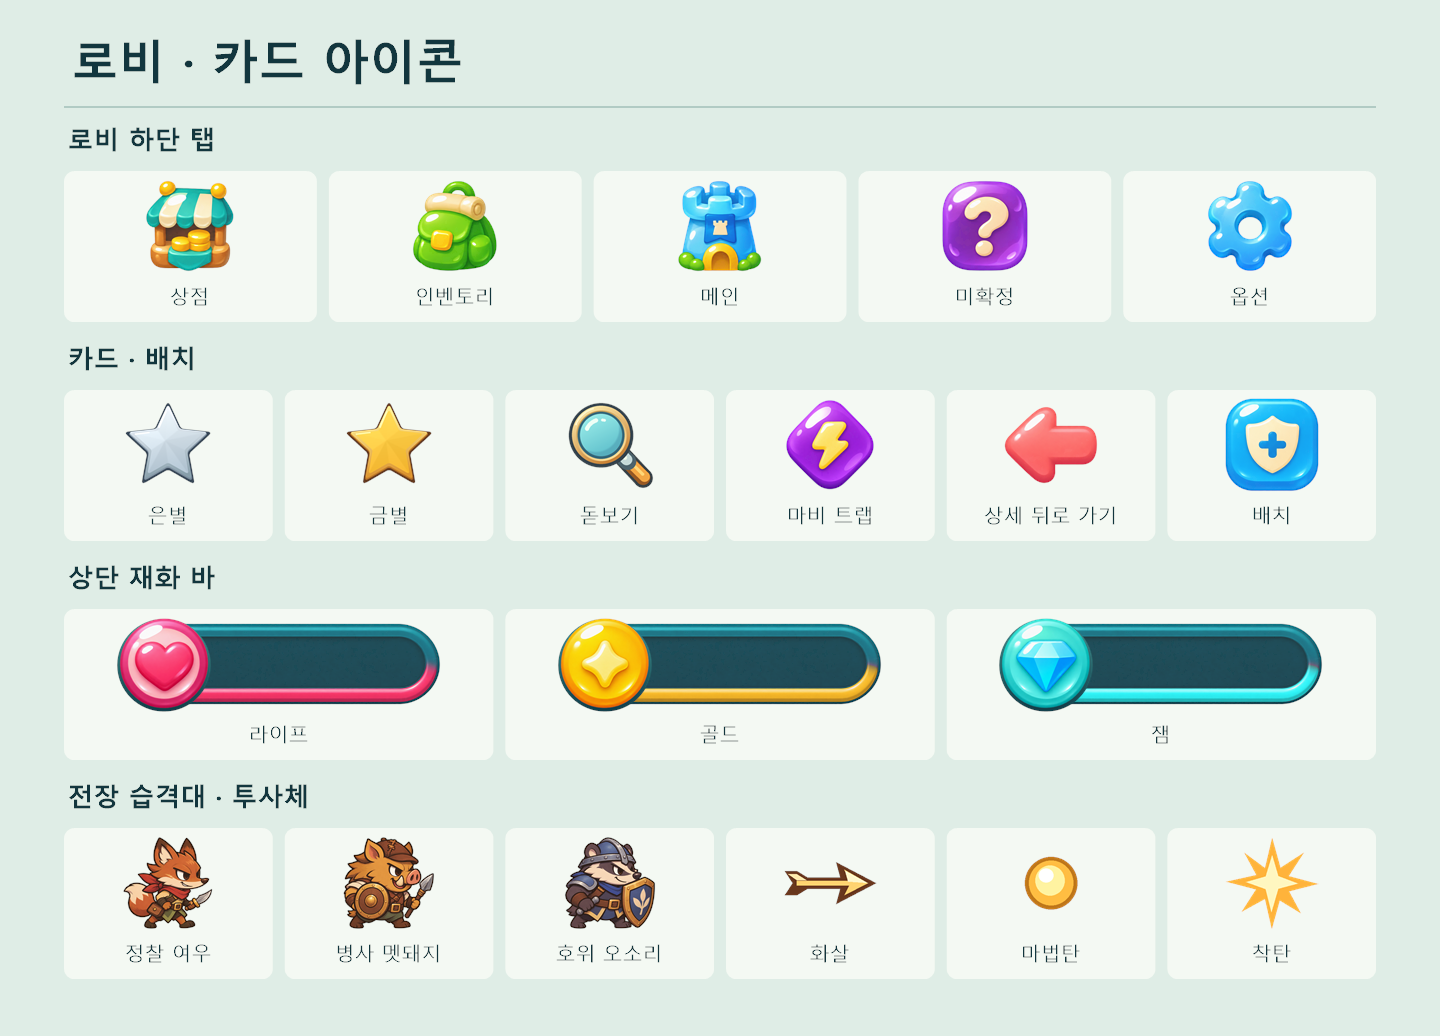 로비 · 카드 아이콘
로비 하단 탭
상점
인벤토리
메인
미확정
옵션
카드 · 배치
은별
금별
돋보기
마비 트랩
상세 뒤로 가기
배치
상단 재화 바
라이프
골드
잼
전장 습격대 · 투사체
정찰 여우
병사 멧돼지
호위 오소리
화살
마법탄
착탄